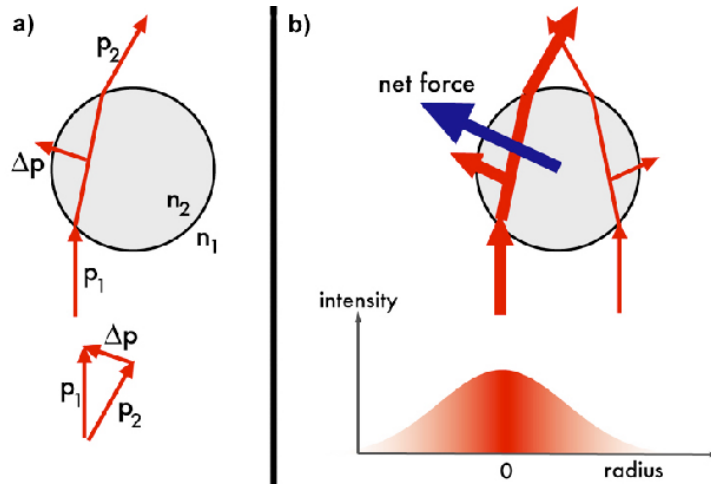 a)
p2
Δp
n2
n1
p1
Δp
p1
p2
b)
net force
intensity
0
radius